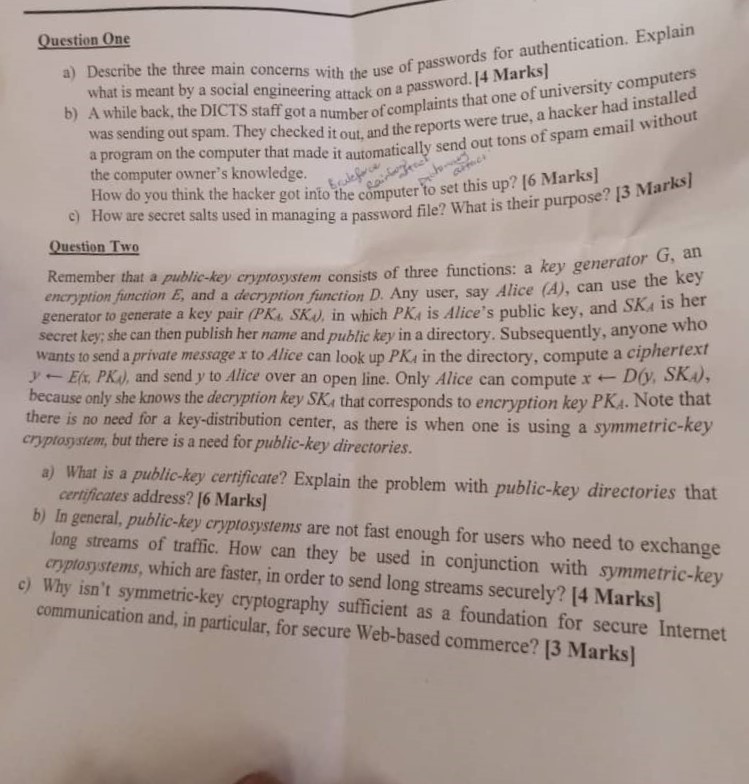 Question One
a) Describe the three main concerns with the use of passwords for authentication. Explain
what is meant by a social engineering attack on a password. [4 Marks]
b) A while back, the DICTS staff got a number of complaints that one of university computers
was sending out spam. They checked it out, and the reports were true, a hacker had installed
a program on the computer that made it automatically send out tons of spam email without
the computer owner's knowledge.
Bruteforce
How do you think the hacker got into the computer to set this up? [6 Marks]
c) How are secret salts used in managing a password file? What is their purpose? [3 Marks]
Question Two
Remember that a public-key cryptosystem consists of three functions: a key generator G, an
encryption function E, and a decryption function D. Any user, say Alice (A), can use the key
generator to generate a key pair (PKA, SKA), in which PKA is Alice's public key, and SKA is her
secret key; she can then publish her name and public key in a directory. Subsequently, anyone who
wants to send a private message x to Alice can look up PKA in the directory, compute a ciphertext
y ← E(x, PKA), and send y to Alice over an open line. Only Alice can compute x ← D(y, SKA),
because only she knows the decryption key SKA that corresponds to encryption key PKA. Note that
there is no need for a key-distribution center, as there is when one is using a symmetric-key
cryptosystem, but there is a need for public-key directories.
a) What is a public-key certificate? Explain the problem with public-key directories that
certificates address? [6 Marks]
b) In general, public-key cryptosystems are not fast enough for users who need to exchange
long streams of traffic. How can they be used in conjunction with symmetric-key
cryptosystems, which are faster, in order to send long streams securely? [4 Marks]
c) Why isn't symmetric-key cryptography sufficient as a foundation for secure Internet
communication and, in particular, for secure Web-based commerce? [3 Marks]